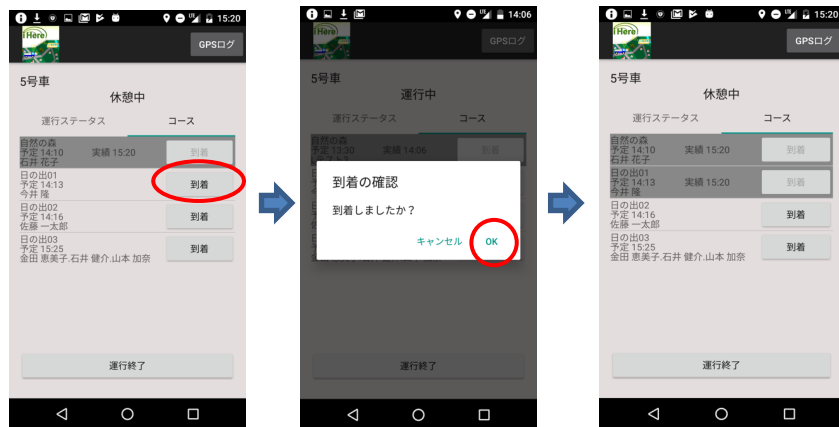 15:20
iHere
GPSログ
5号車
休憩中
運行ステータス
コース
自然の森
予定 14:10 実績 15:20 到着
石井 花子
日の出01
予定 14:13 到着
今井 隆
日の出02
予定 14:16 到着
佐藤 一太郎
日の出03
予定 15:25 到着
金田 恵美子.石井 健介.山本 加奈
運行終了
14:06
iHere
GPSログ
5号車
運行中
運行ステータス
コース
自然の森
予定 13:30 実績 14:06 到着
到着の確認
到着しましたか？
キャンセル OK
運行終了
15:20
iHere
GPSログ
5号車
休憩中
運行ステータス
コース
自然の森
予定 14:10 実績 15:20 到着
石井 花子
日の出01
予定 14:13 実績 15:20 到着
今井 隆
日の出02
予定 14:16 到着
佐藤 一太郎
日の出03
予定 15:25 到着
金田 恵美子.石井 健介.山本 加奈
運行終了